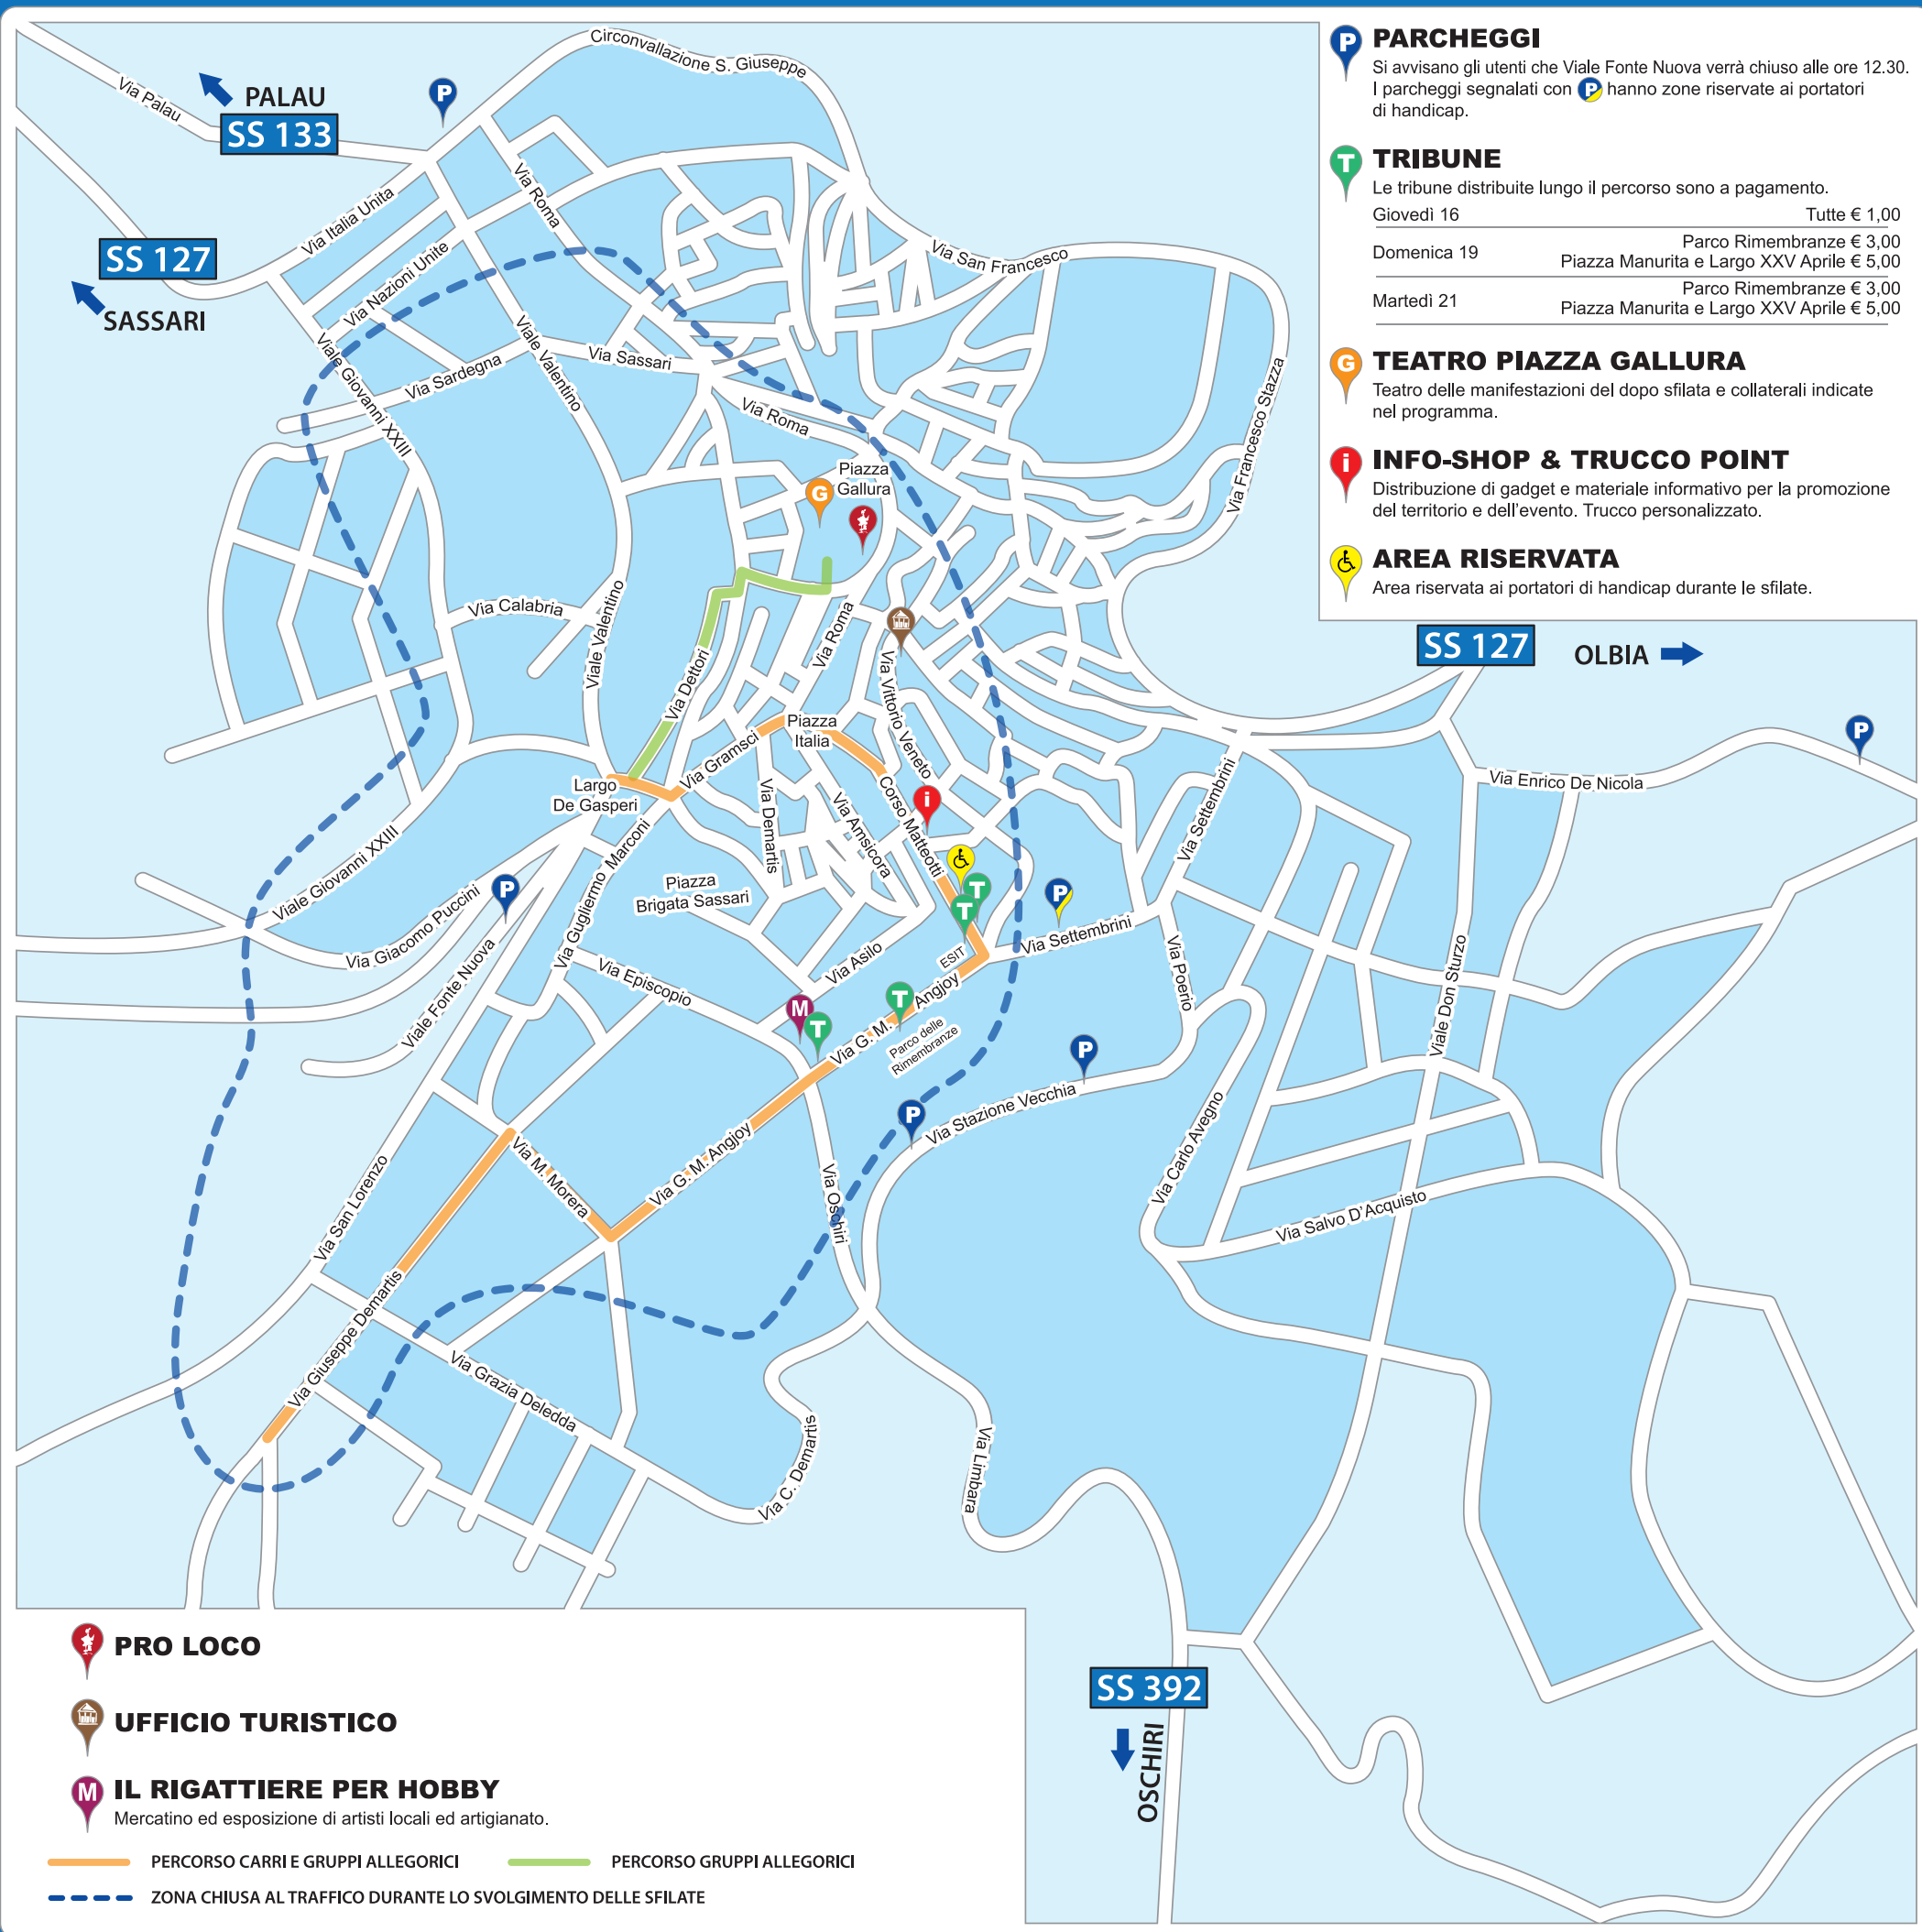 Circonvallazione S. Giuseppe
Via Palau
PALAU
SS 133
P
Via Roma
Via Italia Unita
SS 127
SASSARI
Via Nazioni Unite
Via San Francesco
Viale Giovanni XXIII
Viale Valentino
Via Sassari
Via Sardegna
Via Roma
Via Francesco Stazza
Piazza
Gallura
G
Via Calabria
Viale Valentino
Via Dettori
Via Roma
Via Vittorio Veneto
Piazza
Italia
Via Gramsci
Largo
De Gasperi
Via Demartis
Via Ansicora
Corso Matteotti
i
Via Settembrini
Via Enrico De Nicola
P
SS 127
OLBIA
Viale Giovanni XXIII
Via Giacomo Puccini
P
Via Gugliermo Marconi
Piazza
Brigata Sassari
T
T
P
Via Settembrini
ESIT
Via Asilo
Via Episcopio
Viale Fonte Nuova
M
T
T
Via G. M. Angjoy
Parco delle
Rimembranze
Via Poerio
Viale Don Sturzo
P
P
Via Stazione Vecchia
Via Carlo Avegno
Via M. Morera
Via G. M. Angjoy
Via Oschiri
Via San Lorenzo
Via Salvo D'Acquisto
Via Giuseppe Demartis
Via Grazia Deledda
Via C. Demartis
Via Limbara
SS 392
OSCHIRI
P PARCHEGGI
Si avvisano gli utenti che Viale Fonte Nuova verrà chiuso alle ore 12.30.
I parcheggi segnalati con P hanno zone riservate ai portatori
di handicap.
T TRIBUNE
Le tribune distribuite lungo il percorso sono a pagamento.
Giovedì 16 Tutte € 1,00
Domenica 19 Parco Rimembranze € 3,00
Piazza Manurita e Largo XXV Aprile € 5,00
Martedì 21 Parco Rimembranze € 3,00
Piazza Manurita e Largo XXV Aprile € 5,00
G TEATRO PIAZZA GALLURA
Teatro delle manifestazioni del dopo sfilata e collaterali indicate
nel programma.
i INFO-SHOP & TRUCCO POINT
Distribuzione di gadget e materiale informativo per la promozione
del territorio e dell'evento. Trucco personalizzato.
AREA RISERVATA
Area riservata ai portatori di handicap durante le sfilate.
PRO LOCO
UFFICIO TURISTICO
M IL RIGATTIERE PER HOBBY
Mercatino ed esposizione di artisti locali ed artigianato.
PERCORSO CARRI E GRUPPI ALLEGORICI
PERCORSO GRUPPI ALLEGORICI
ZONA CHIUSA AL TRAFFICO DURANTE LO SVOLGIMENTO DELLE SFILATE